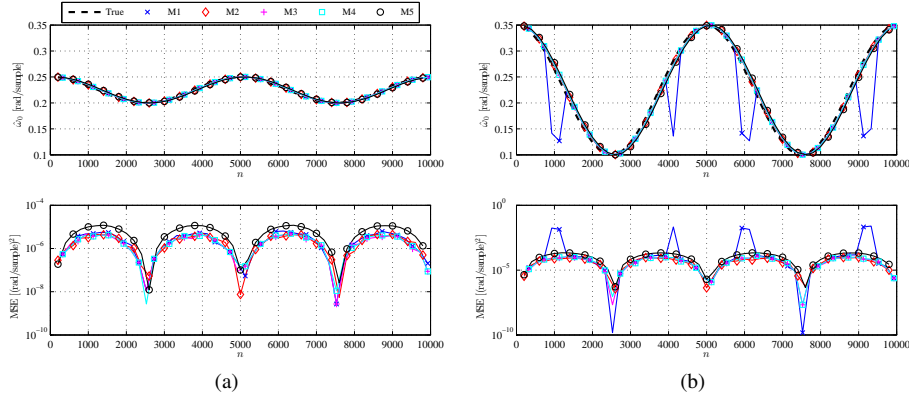 True M1 M2 M3 M4 M5
0.35
0.3
0.25
0.2
0.15
0.1
ω̂₀ [rad/sample]
0 1000 2000 3000 4000 5000 6000 7000 8000 9000 10000
n
10⁻⁴
10⁻⁶
10⁻⁸
10⁻¹⁰
MSE [(rad/sample)²]
0 1000 2000 3000 4000 5000 6000 7000 8000 9000 10000
n
(a)
0.35
0.3
0.25
0.2
0.15
0.1
ω̂₀ [rad/sample]
0 1000 2000 3000 4000 5000 6000 7000 8000 9000 10000
n
10⁰
10⁻⁵
10⁻¹⁰
MSE [(rad/sample)²]
0 1000 2000 3000 4000 5000 6000 7000 8000 9000 10000
n
(b)